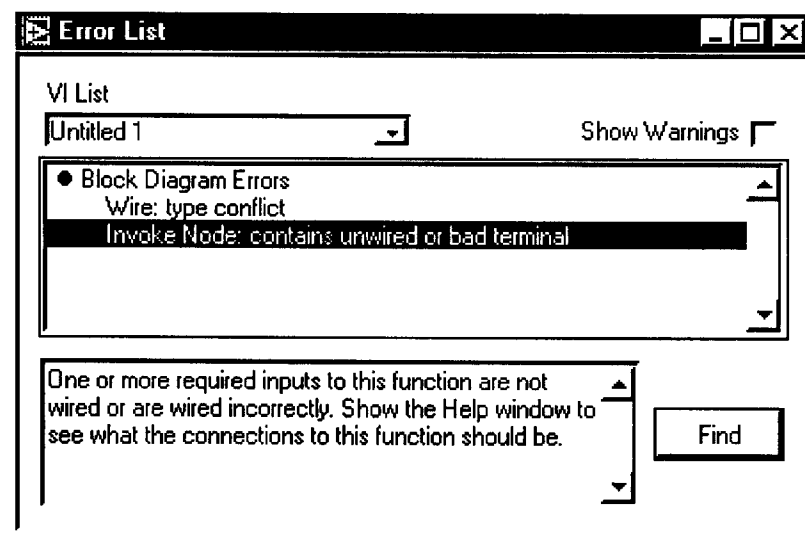 Error List
VI List
Untitled 1
Show Warnings
Block Diagram Errors
Wire: type conflict
Invoke Node: contains unwired or bad terminal
One or more required inputs to this function are not
wired or are wired incorrectly. Show the Help window to
see what the connections to this function should be.
Find